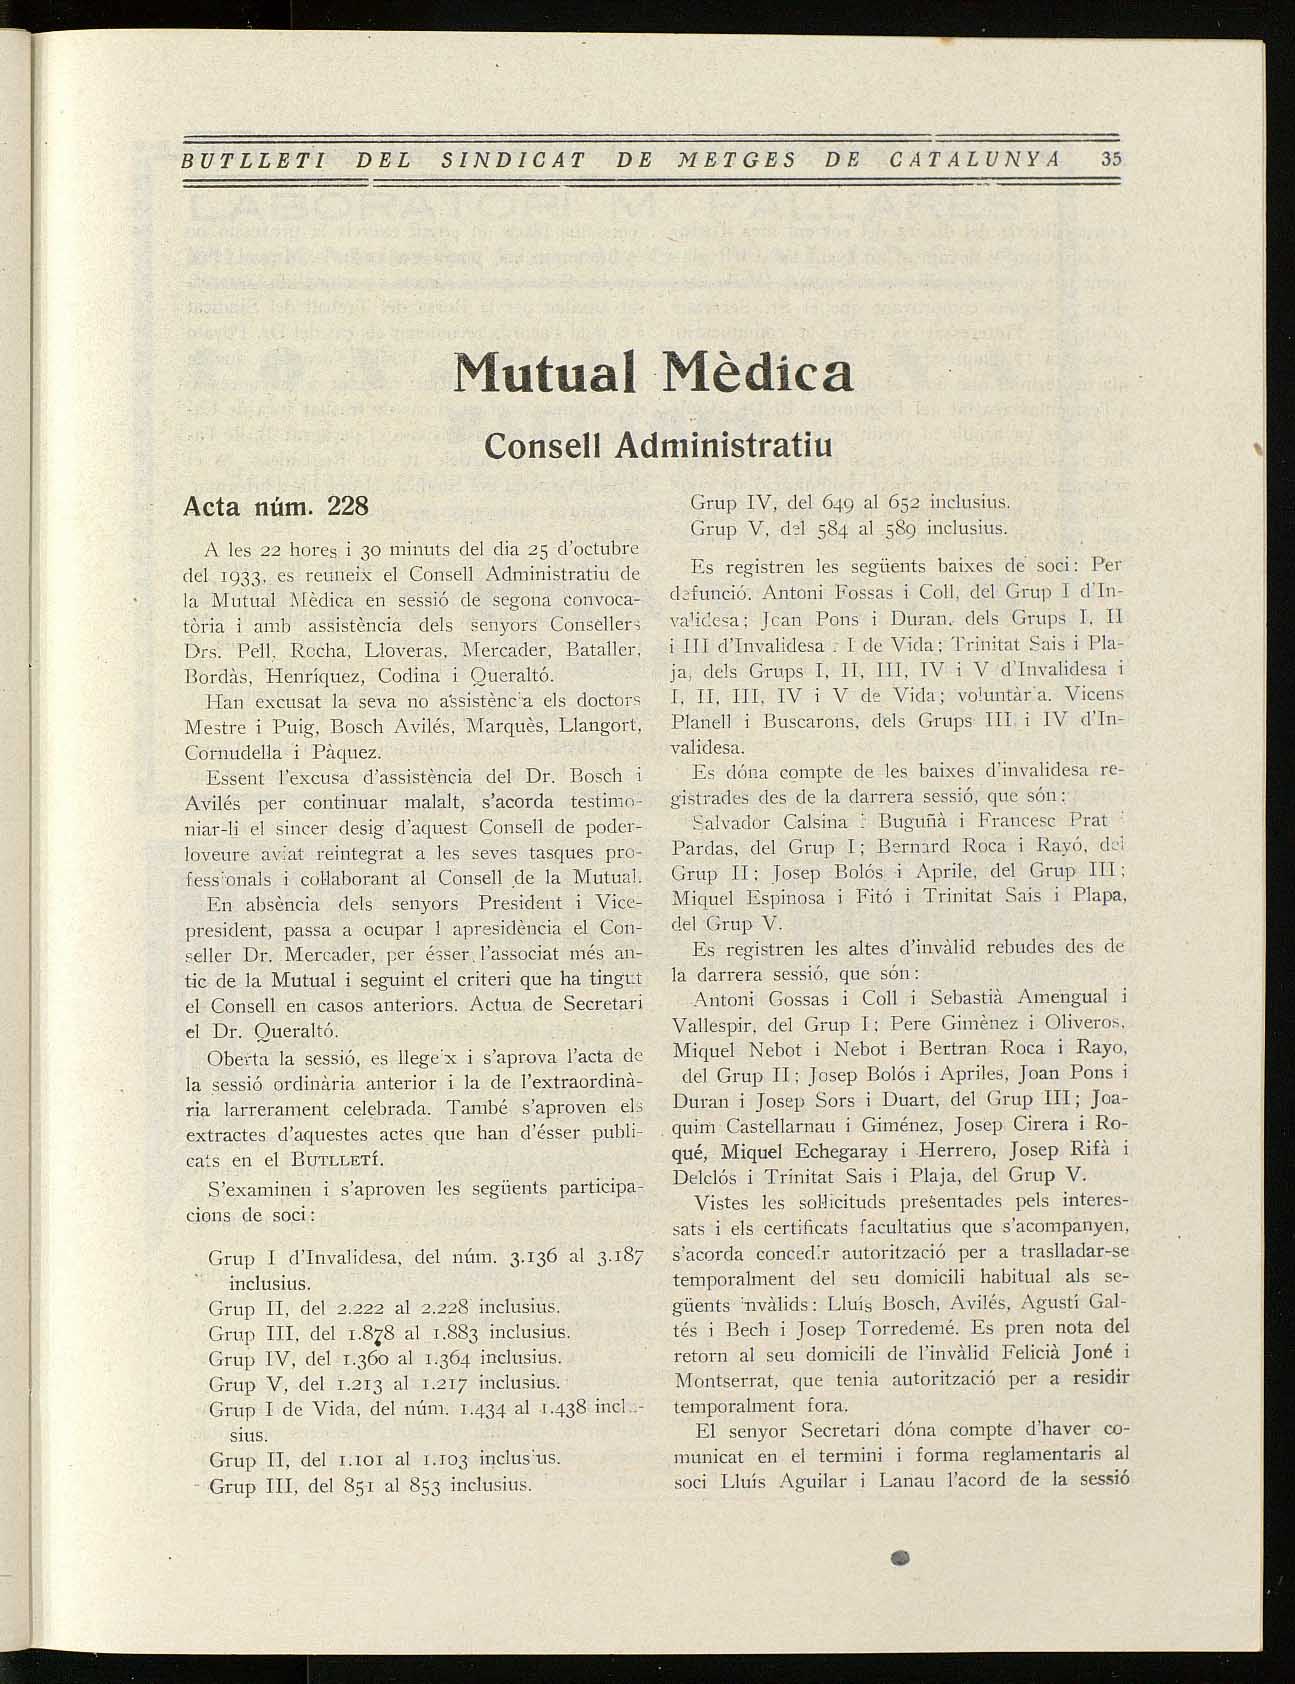 BUTLLETI DEL SINDICAT DE METGES DE CATALUNYA 35
Mutual Mèdica
Consell Administratiu
Acta núm. 228
A les 22 hores i 30 minuts del dia 25 d'octubre
del 1933, es reuneix el Consell Administratiu de
la Mutual Mèdica en sessió de segona convoca-
tòria i amb assistència dels senyors Consellers
Drs. Pell, Rocha, Lloveras, Mercader, Bataller,
Bordàs, Henríquez, Codina i Queraltó.
Han excusat la seva no assistència els doctors
Mestre i Puig, Bosch Avilés, Marquès, Llangort,
Cornudella i Pàquez.
Essent l'excusa d'assistència del Dr. Bosch i
Avilés per continuar malalt, s'acorda testimo-
niar-li el sincer desig d'aquest Consell de poder-
loveure aviat reintegrat a les seves tasques pro-
fessionals i coŀlaborant al Consell de la Mutual.
En absència dels senyors President i Vice-
president, passa a ocupar l apresidència el Con-
seller Dr. Mercader, per ésser l'associat més an-
tic de la Mutual i seguint el criteri que ha tingut
el Consell en casos anteriors. Actua de Secretari
el Dr. Queraltó.
Oberta la sessió, es llegeix i s'aprova l'acta de
la sessió ordinària anterior i la de l'extraordinà-
ria larrerament celebrada. També s'aproven els
extractes d'aquestes actes que han d'ésser publi-
cats en el BUTLLETÍ.
S'examinen i s'aproven les següents participa-
cions de soci:
Grup I d'Invalidesa, del núm. 3.136 al 3.187
inclusius.
Grup II, del 2.222 al 2.228 inclusius.
Grup III, del 1.878 al 1.883 inclusius.
Grup IV, del 1.360 al 1.364 inclusius.
Grup V, del 1.213 al 1.217 inclusius.
Grup I de Vida, del núm. 1.434 al 1.438 inclu-
sius.
Grup II, del 1.101 al 1.103 inclusius.
Grup III, del 851 al 853 inclusius.
Grup IV, del 649 al 652 inclusius.
Grup V, del 584 al 589 inclusius.
Es registren les següents baixes de soci: Per
defunció. Antoni Fossas i Coll, del Grup I d'In-
validesa; Jcan Pons i Duran, dels Grups I, II
i III d'Invalidesa i I de Vida; Trinitat Sais i Pla-
ja, dels Grups I, II, III, IV i V d'Invalidesa i
I, II, III, IV i V de Vida; voluntària. Vicens
Planell i Buscarons, dels Grups III i IV d'In-
validesa.
Es dóna compte de les baixes d'invalidesa re-
gistrades des de la darrera sessió, que són:
Salvador Calsina i Buguñà i Francesc Prat i
Pardas, del Grup I; Bernard Roca i Rayó, del
Grup II; Josep Bolós i Aprile, del Grup III;
Miquel Espinosa i Fitó i Trinitat Sais i Plapa,
del Grup V.
Es registren les altes d'invàlid rebudes des de
la darrera sessió, que són:
Antoni Gossas i Coll i Sebastià Amengual i
Vallespir, del Grup I; Pere Gimènez i Oliveros,
Miquel Nebot i Nebot i Bertran Roca i Rayo,
del Grup II; Josep Bolós i Apriles, Joan Pons i
Duran i Josep Sors i Duart, del Grup III; Joa-
quim Castellarnau i Giménez, Josep Cirera i Ro-
qué, Miquel Echegaray i Herrero, Josep Rifà i
Delclós i Trinitat Sais i Plaja, del Grup V.
Vistes les soŀlicituds presentades pels interes-
sats i els certificats facultatius que s'acompanyen,
s'acorda concedir autorització per a traslladar-se
temporalment del seu domicili habitual als se-
güents invàlids: Lluís Bosch, Avilés, Agustí Gal-
tés i Bech i Josep Torredemé. Es pren nota del
retorn al seu domicili de l'invàlid Felicià Joné i
Montserrat, que tenia autorització per a residir
temporalment fora.
El senyor Secretari dóna compte d'haver co-
municat en el termini i forma reglamentaris al
soci Lluís Aguilar i Lanau l'acord de la sessió